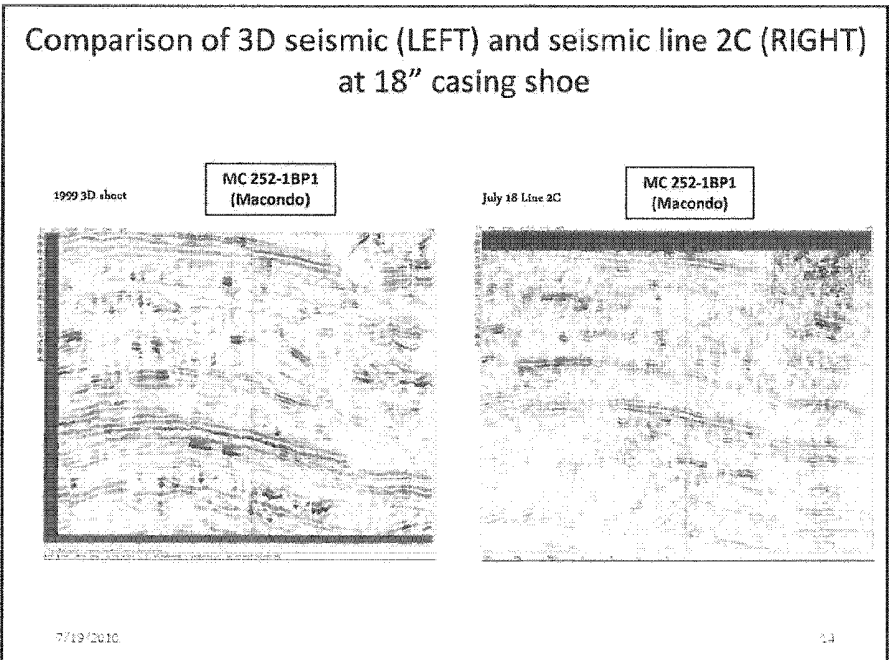 Comparison of 3D seismic (LEFT) and seismic line 2C (RIGHT)
at 18" casing shoe
1999 3D shoot
MC 252-1BP1
(Macondo)
July 18 Line 2C
MC 252-1BP1
(Macondo)
7/19/2010
14